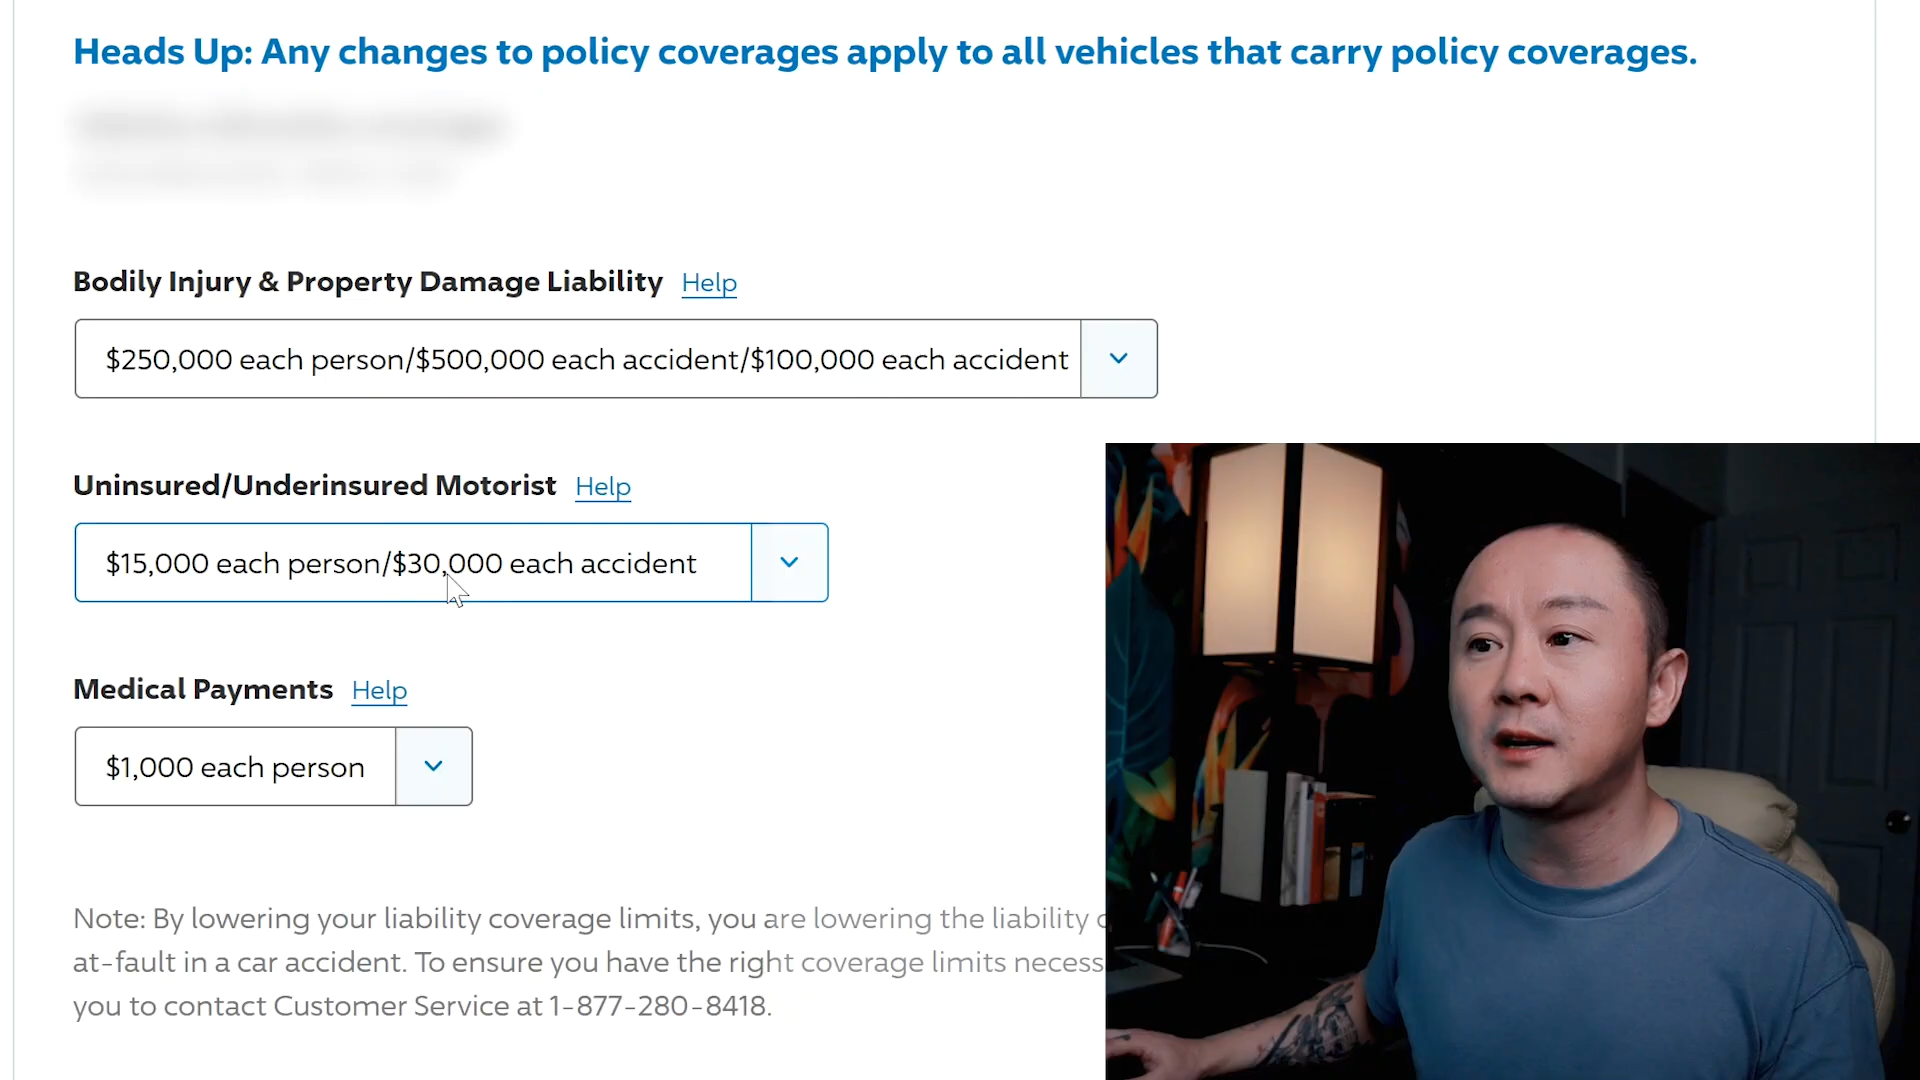 Heads Up: Any changes to policy coverages apply to all vehicles that carry policy coverages.
Bodily Injury & Property Damage Liability Help
$250,000 each person/$500,000 each accident/$100,000 each accident
Uninsured/Underinsured Motorist Help
$15,000 each person/$30,000 each accident
Medical Payments Help
$1,000 each person
Note: By lowering your liability coverage limits, you are lowering the liability
at-fault in a car accident. To ensure you have the right coverage limits necess
you to contact Customer Service at 1-877-280-8418.